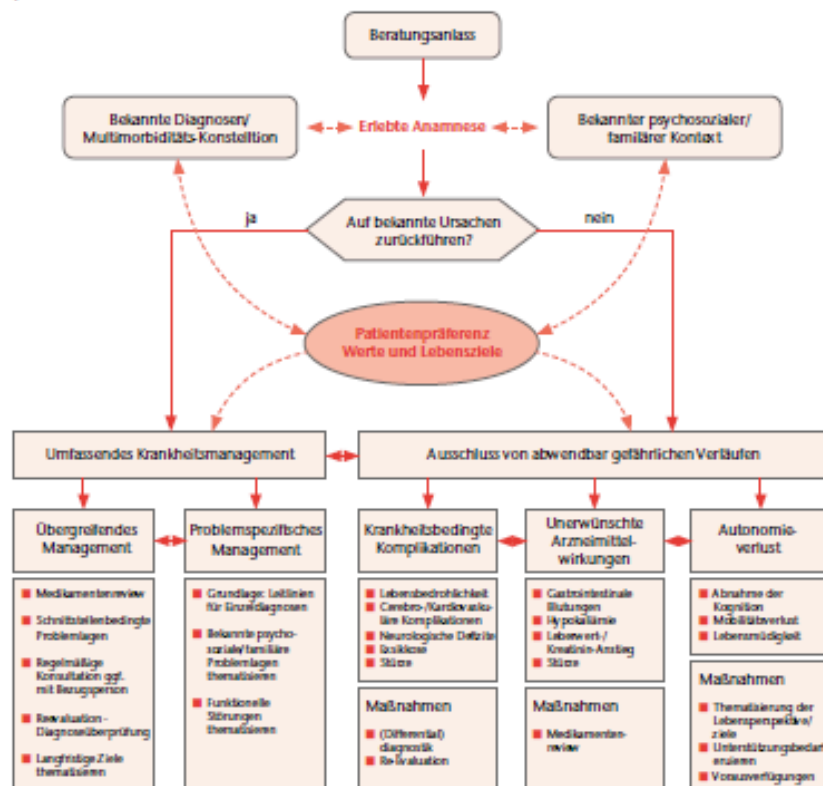 Beratungsanlass
Bekannte Diagnosen/
Multimorbiditäts-Konstelltion
Erlebte Anamnese
Bekannter psychosozialer/
familärer Kontext
ja
Auf bekannte Ursachen
zurückführen?
nein
Patientenpräferenz
Werte und Lebensziele
Umfassendes Krankheitsmanagement
Ausschluss von abwendbar gefährlichen Verläufen
Übergreifendes
Management
Problemspezifisches
Management
Krankheitsbedingte
Komplikationen
Unerwünschte
Arzneimittel-
wirkungen
Autonomie-
verlust
Medikamentenreview
Schnittstellenbedingte
Problemlagen
Regelmäßige
Konsultation ggf.
mit Bezugsperson
Reevaluation -
Diagnoseüberprüfung
Langfristige Ziele
thematisieren
Grundlage: Leitlinien
für Einzeldiagnosen
Bekannte psycho-
soziale/familiäre
Problemlagen
thematisieren
Funktionelle
Störungen
thematisieren
Lebensbedrohlichkeit
Cerebro-/Kardiovasku-
läre Komplikationen
Neurologische Defizite
Exsikkose
Stürze
Maßnahmen
(Differential)
diagnostik
Re-Evaluation
Gastrointestinale
Blutungen
Hypokaliämie
Leberwert-/
Kreatinin-Anstieg
Stürze
Maßnahmen
Medikamenten-
review
Abnahme der
Kognition
Mobilitätsverlust
Lebensmüdigkeit
Maßnahmen
Thematisierung der
Lebensperspektive/
ziele
Unterstützungsbedarf
eruieren
Vorausverfügungen